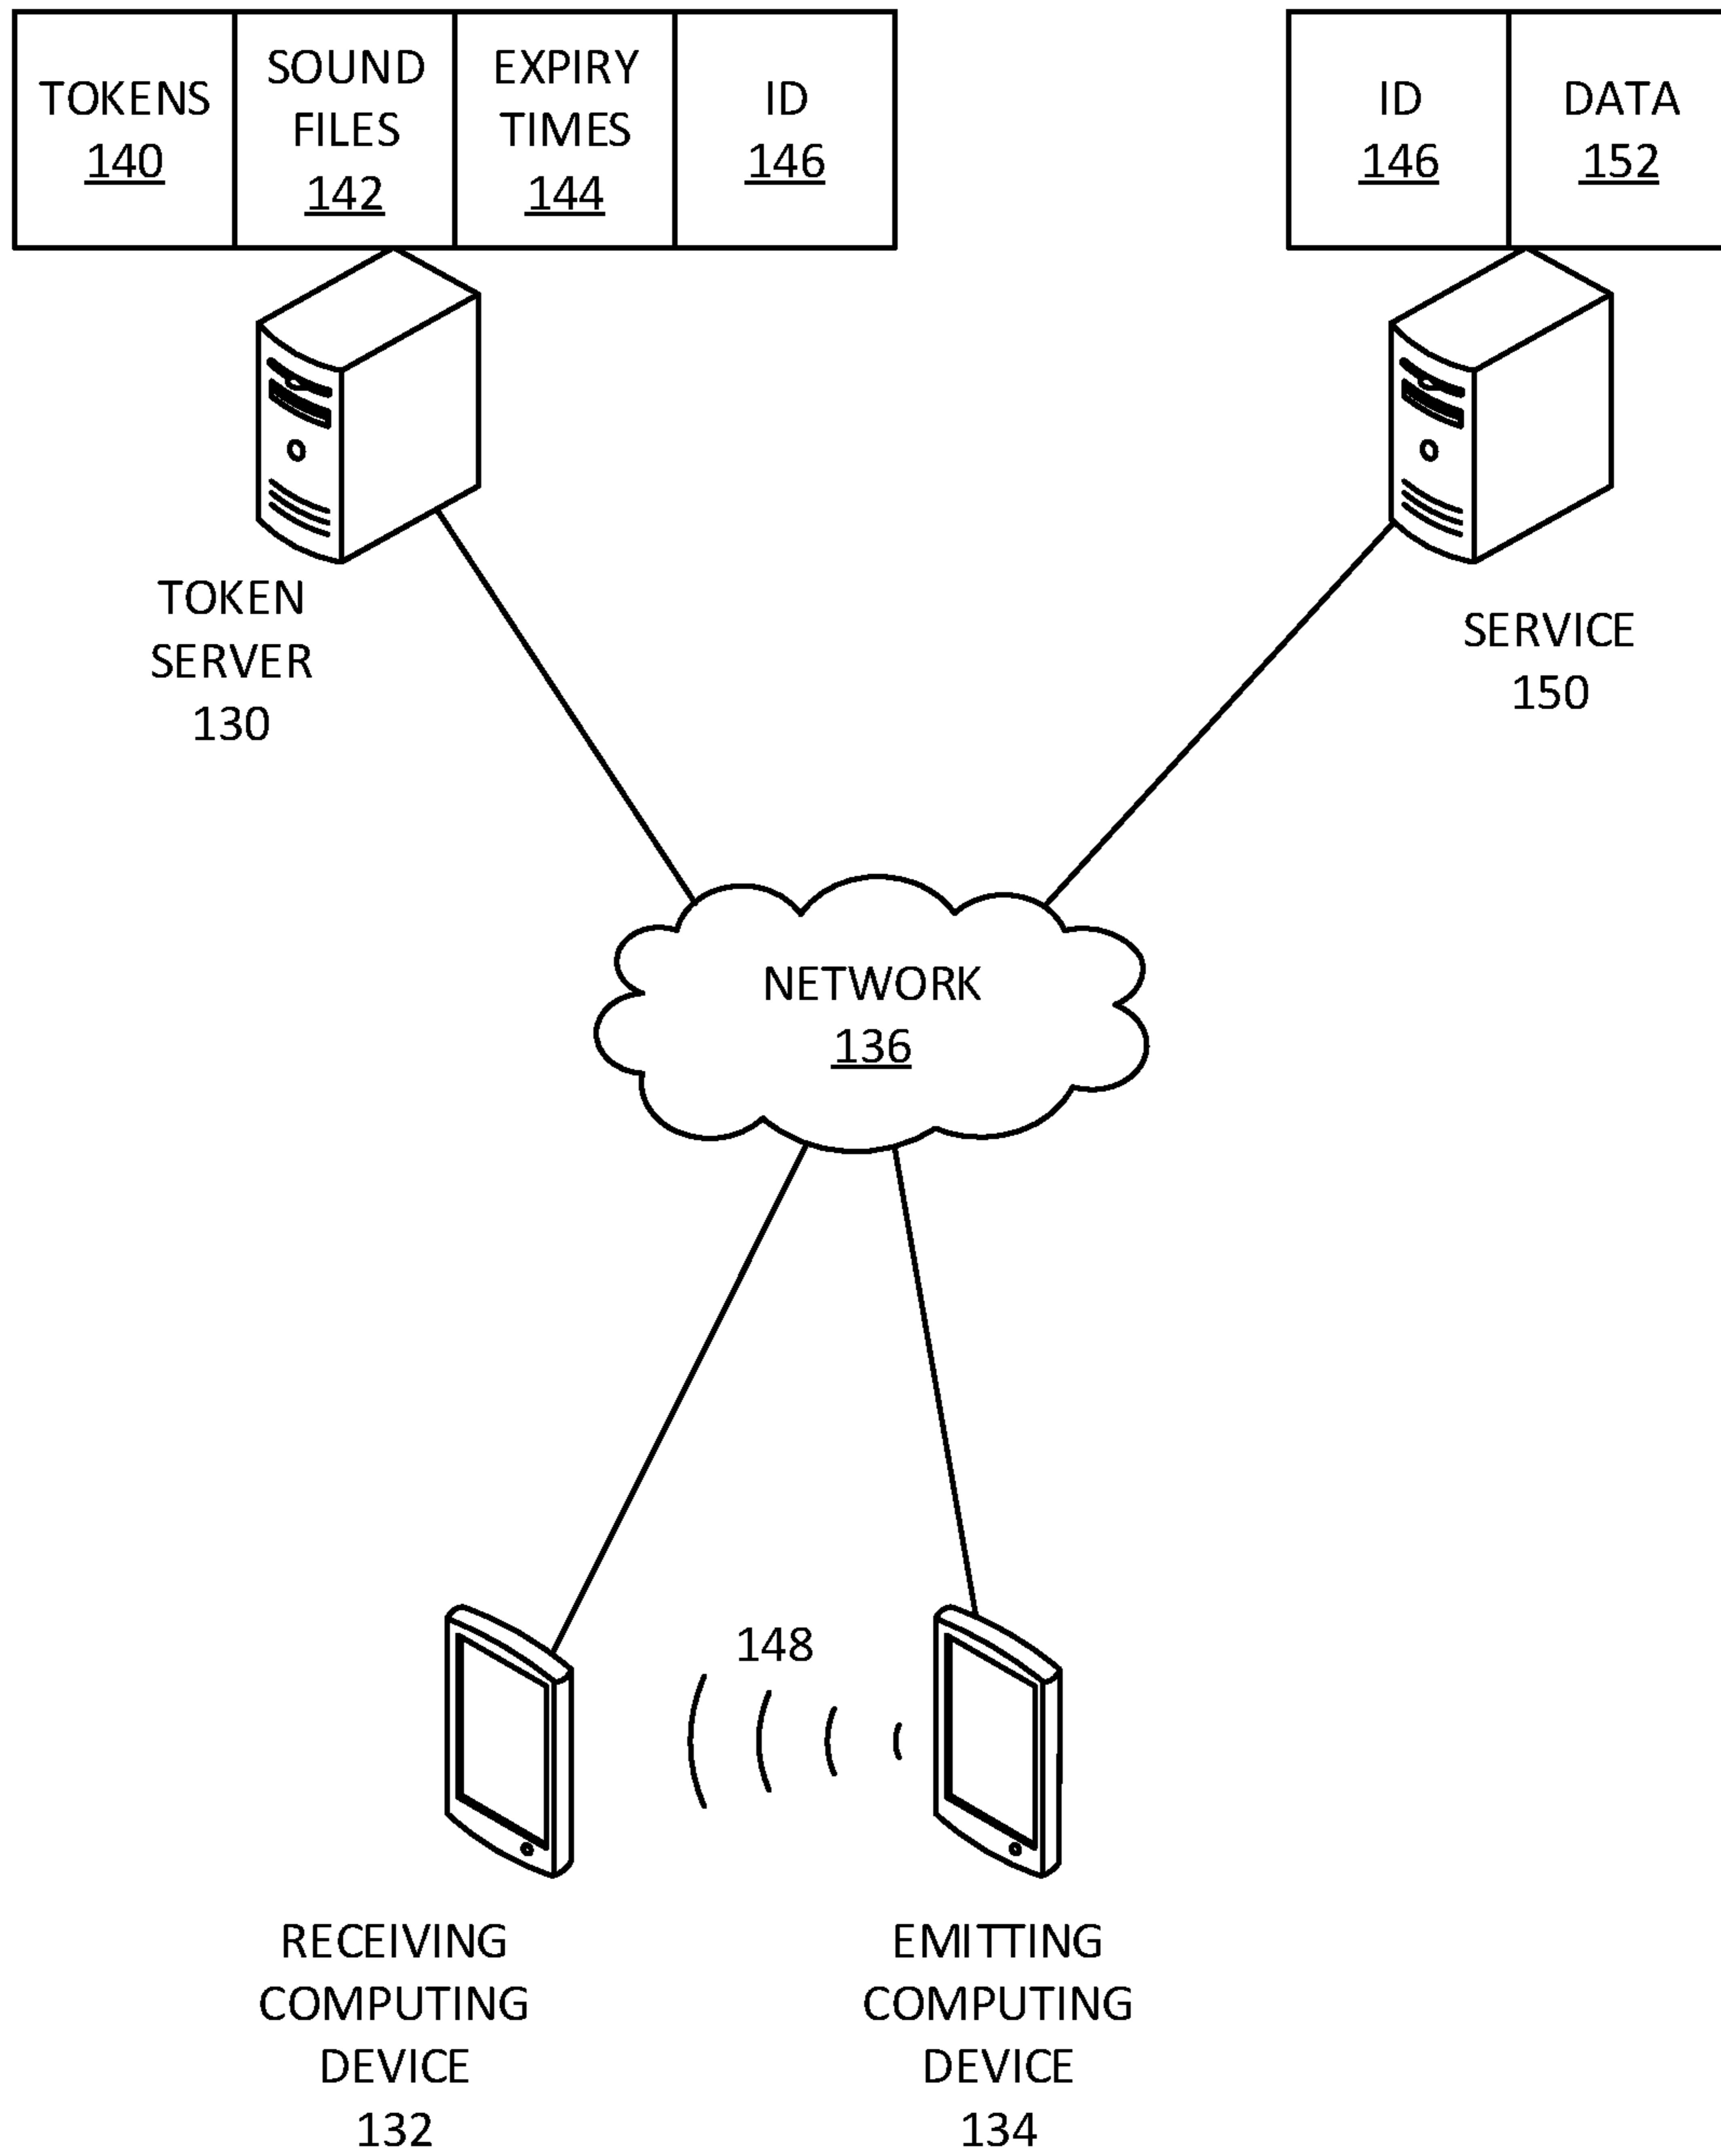 TOKENS
140
SOUND
FILES
142
EXPIRY
TIMES
144
ID
146
ID
146
DATA
152
TOKEN
SERVER
130
SERVICE
150
NETWORK
136
148
RECEIVING
COMPUTING
DEVICE
132
EMITTING
COMPUTING
DEVICE
134